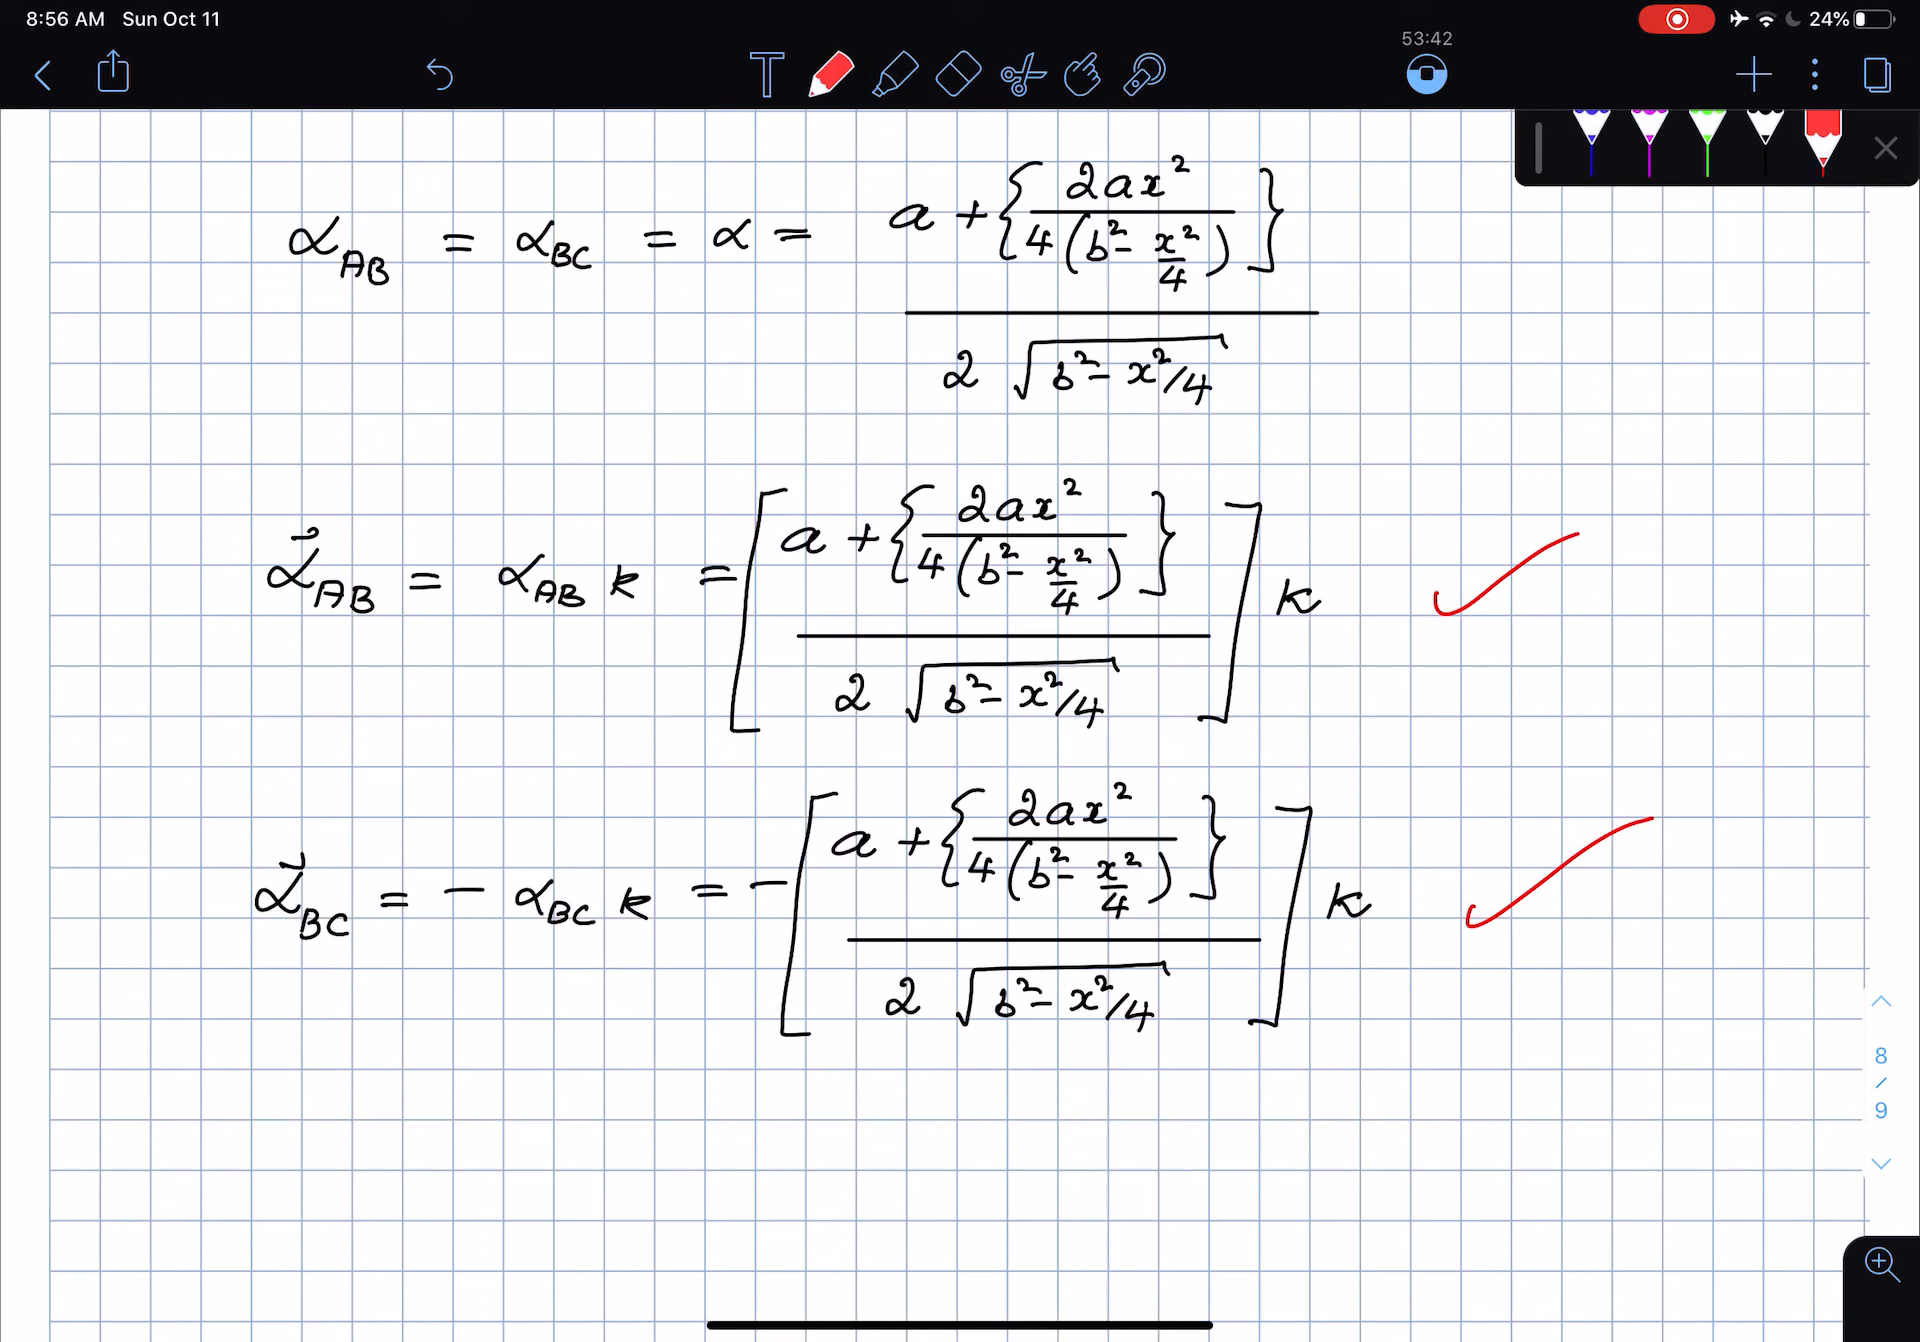 8:56 AM Sun Oct 11 24%
53:42
T
α_AB = α_BC = α = (a + {2ax² / 4(b² - x²/4)}) / (2 √(b² - x²/4))
α⃗_AB = α_AB k = [(a + {2ax² / 4(b² - x²/4)}) / (2 √(b² - x²/4))] k
α⃗_BC = - α_BC k = - [(a + {2ax² / 4(b² - x²/4)}) / (2 √(b² - x²/4))] k
8
/
9